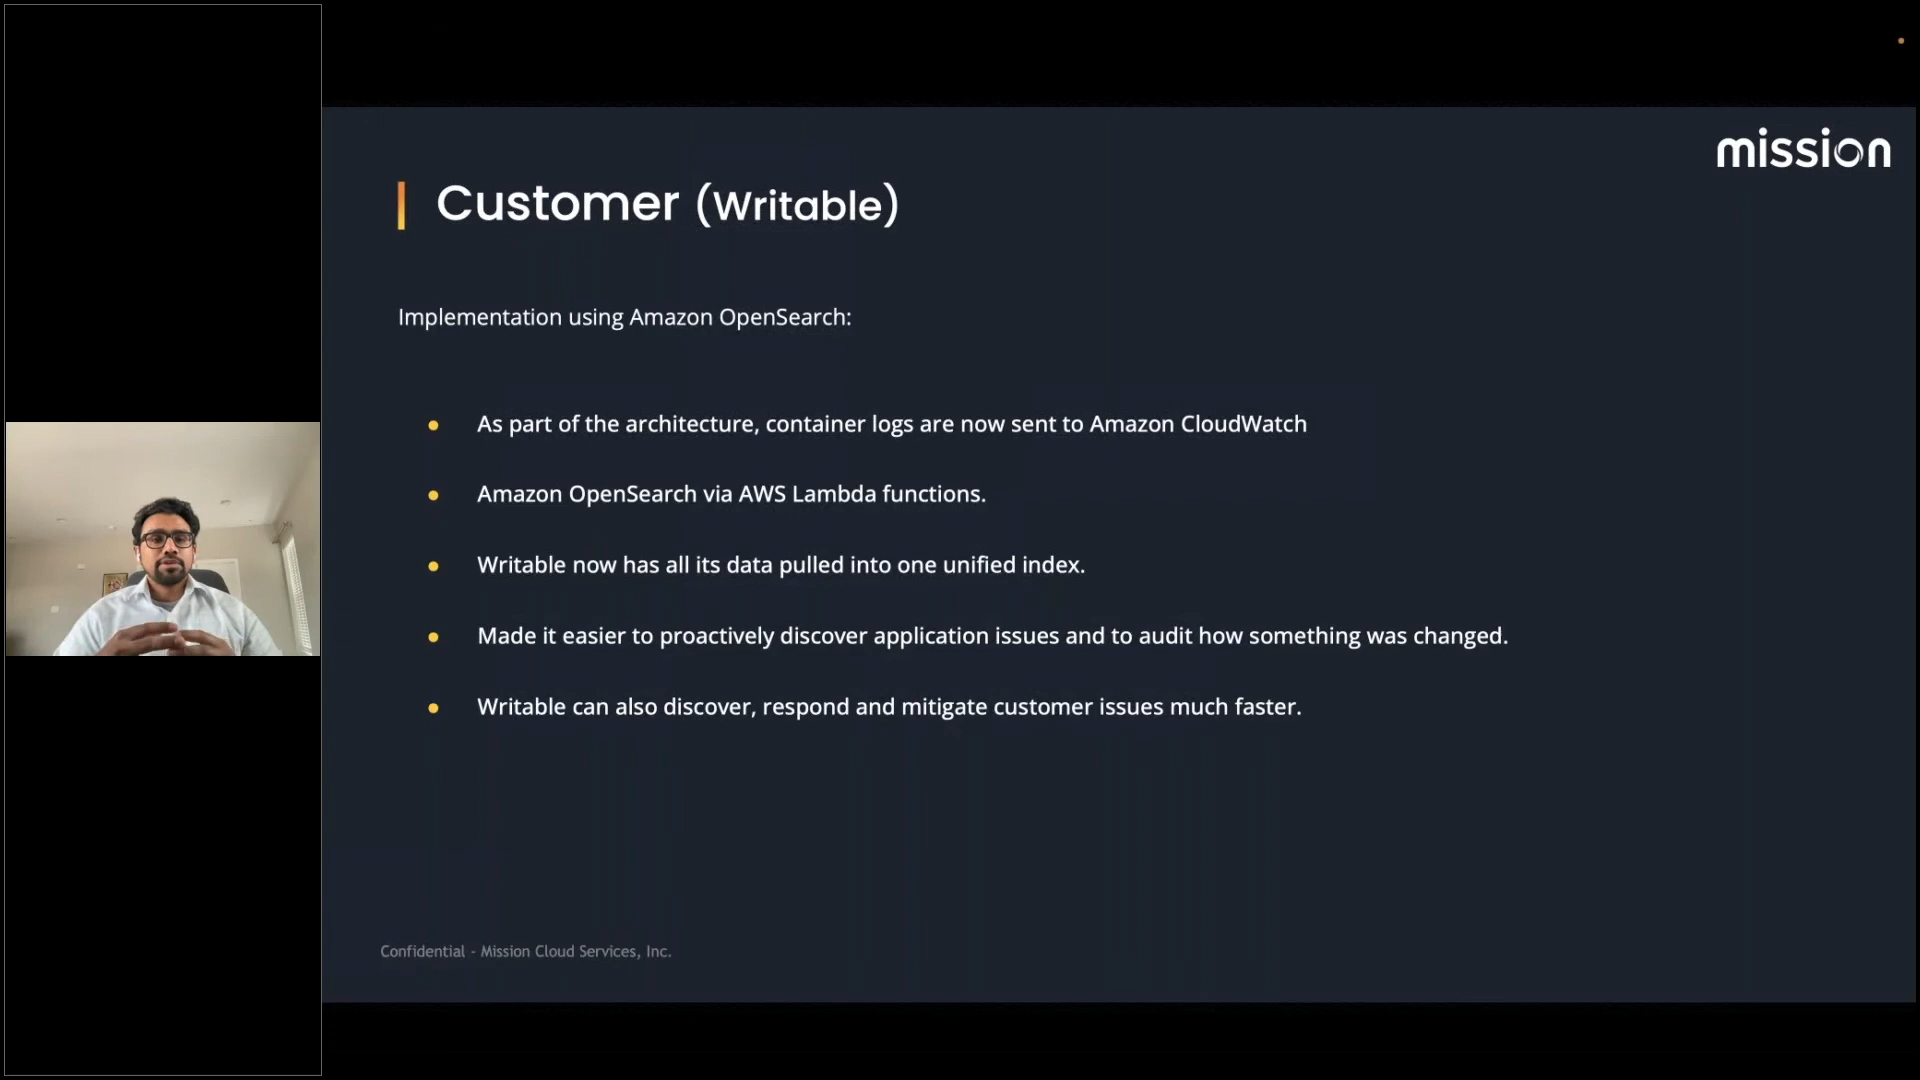 mission
Customer (Writable)
Implementation using Amazon OpenSearch:
● As part of the architecture, container logs are now sent to Amazon CloudWatch
● Amazon OpenSearch via AWS Lambda functions.
● Writable now has all its data pulled into one unified index.
● Made it easier to proactively discover application issues and to audit how something was changed.
● Writable can also discover, respond and mitigate customer issues much faster.
Confidential - Mission Cloud Services, Inc.